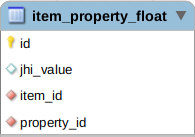 item_property_float
id
jhi_value
item_id
property_id